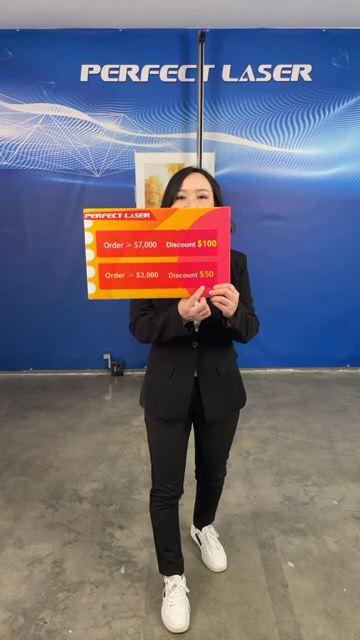 PERFECT LASER
PERFECT LASER
Order ≥ $7,000 Discount $100
Order ≥ $3,000 Discount $50